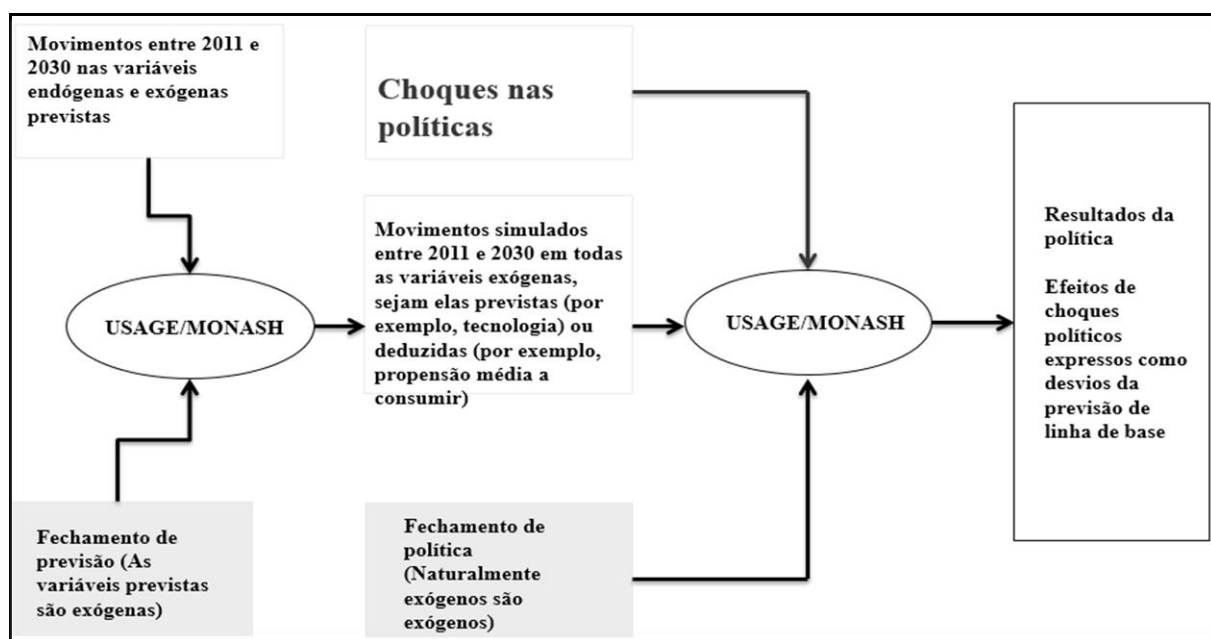 Movimentos entre 2011 e
2030 nas variáveis
endógenas e exógenas
previstas
Choques nas
políticas
USAGE/MONASH
Movimentos simulados
entre 2011 e 2030 em todas
as variáveis exógenas,
sejam elas previstas (por
exemplo, tecnologia) ou
deduzidas (por exemplo,
propensão média a
consumir)
USAGE/MONASH
Resultados da
política
Efeitos de
choques
políticos
expressos como
desvios da
previsão de
linha de base
Fechamento de
previsão (As
variáveis previstas
são exógenas)
Fechamento de
política
(Naturalmente
exógenos são
exógenos)